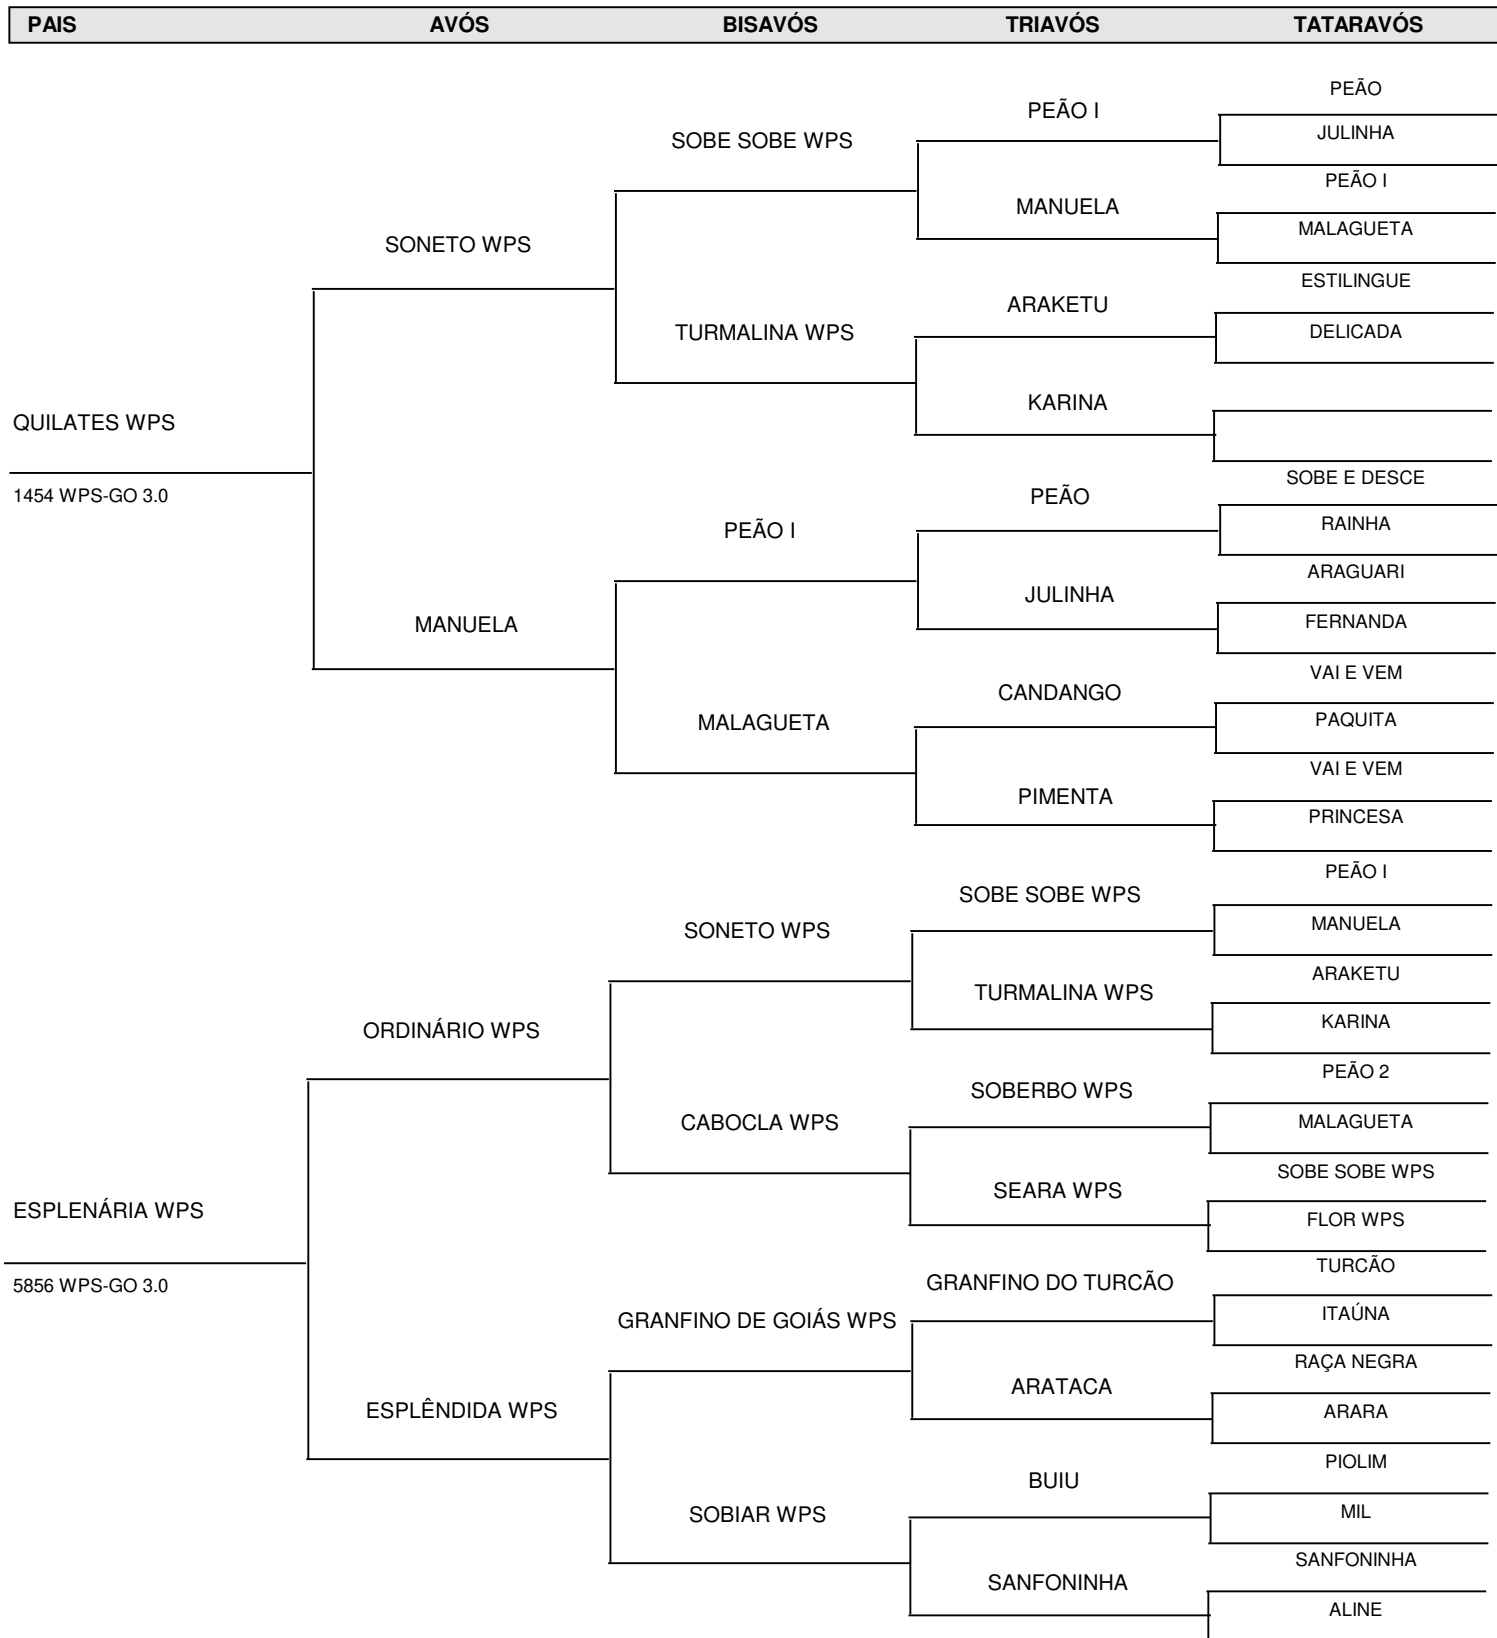 PAIS AVÓS BISAVÓS TRIAVÓS TATARAVÓS
PEÃO
PEÃO I
JULINHA
SOBE SOBE WPS
PEÃO I
MANUELA
MALAGUETA
SONETO WPS
ESTILINGUE
ARAKETU
TURMALINA WPS
DELICADA
KARINA
QUILATES WPS
SOBE E DESCE
1454 WPS-GO 3.0
PEÃO
RAINHA
PEÃO I
ARAGUARI
JULINHA
MANUELA
FERNANDA
VAI E VEM
CANDANGO
MALAGUETA
PAQUITA
VAI E VEM
PIMENTA
PRINCESA
PEÃO I
SOBE SOBE WPS
MANUELA
SONETO WPS
ARAKETU
TURMALINA WPS
KARINA
ORDINÁRIO WPS
PEÃO 2
SOBERBO WPS
CABOCLA WPS
MALAGUETA
SOBE SOBE WPS
SEARA WPS
ESPLENÁRIA WPS
FLOR WPS
TURCÃO
5856 WPS-GO 3.0
GRANFINO DO TURCÃO
ITAÚNA
GRANFINO DE GOIÁS WPS
RAÇA NEGRA
ARATACA
ESPLÊNDIDA WPS
ARARA
PIOLIM
BUIU
MIL
SOBIAR WPS
SANFONINHA
SANFONINHA
ALINE